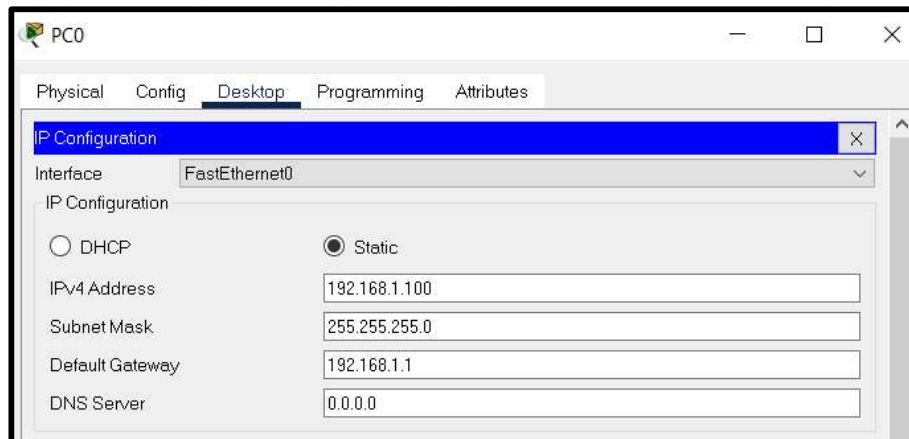 PC0
Physical Config Desktop Programming Attributes
IP Configuration X
Interface FastEthernet0
IP Configuration
DHCP Static
IPv4 Address 192.168.1.100
Subnet Mask 255.255.255.0
Default Gateway 192.168.1.1
DNS Server 0.0.0.0